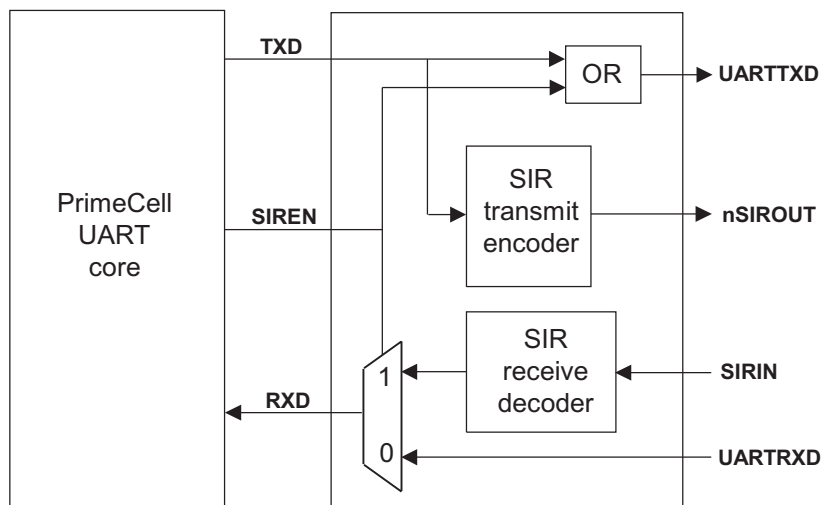 TXD
OR
UARTTXD
PrimeCell
UART
core
SIREN
SIR
transmit
encoder
nSIROUT
RXD
1
0
SIR
receive
decoder
SIRIN
UARTRXD